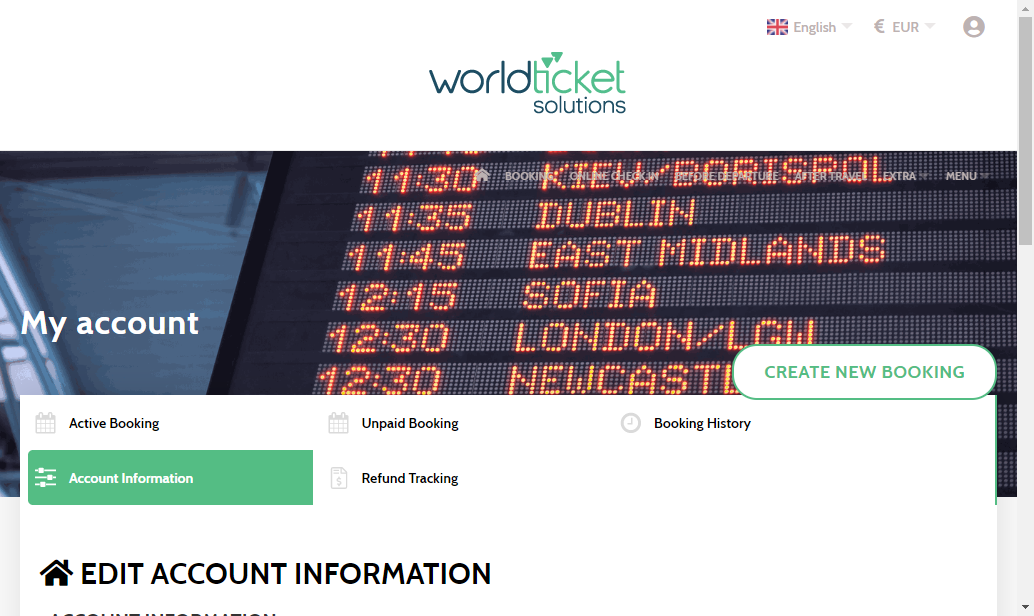 English
€ EUR
worldticket
solutions
BOOKING ONLINE CHECK IN BEFORE DEPARTURE AFTER TRAVEL EXTRA MENU
11:30 KIEV/BORISPOL
11:35 DUBLIN
11:45 EAST MIDLANDS
12:15 SOFIA
My account
12:30 LONDON/LGW
12:30 NEWCASTL
CREATE NEW BOOKING
Active Booking
Unpaid Booking
Booking History
Account Information
Refund Tracking
EDIT ACCOUNT INFORMATION
ACCOUNT INFORMATION